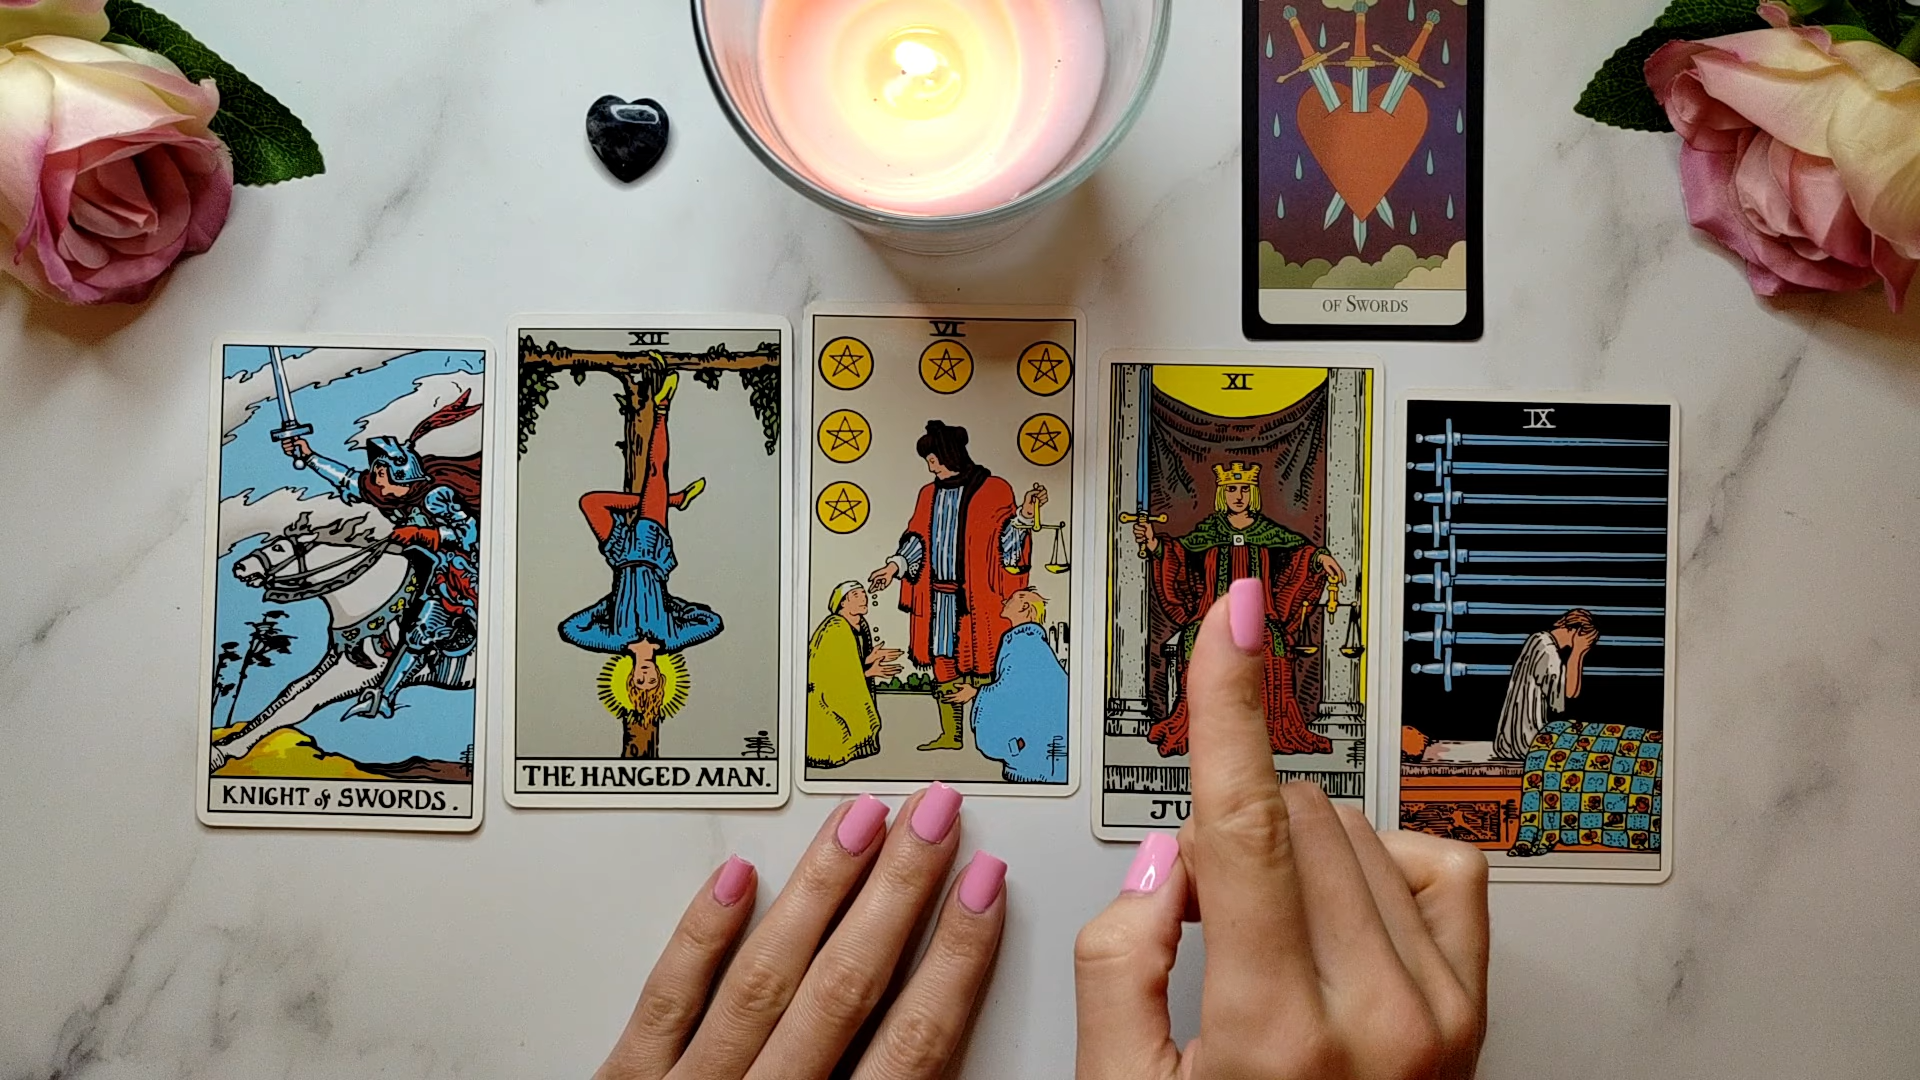 OF SWORDS
XII
VI
XI
IX
KNIGHT of SWORDS.
THE HANGED MAN.
JU